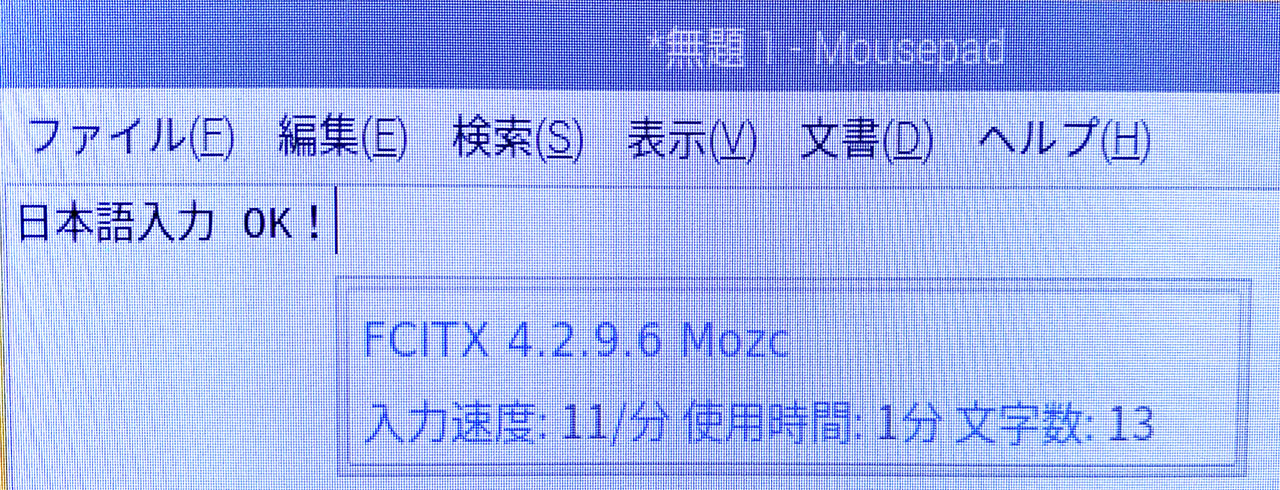 *無題 1 - Mousepad
ファイル(F) 編集(E) 検索(S) 表示(V) 文書(D) ヘルプ(H)
日本語入力 OK！
FCITX 4.2.9.6 Mozc
入力速度: 11/分 使用時間: 1分 文字数: 13